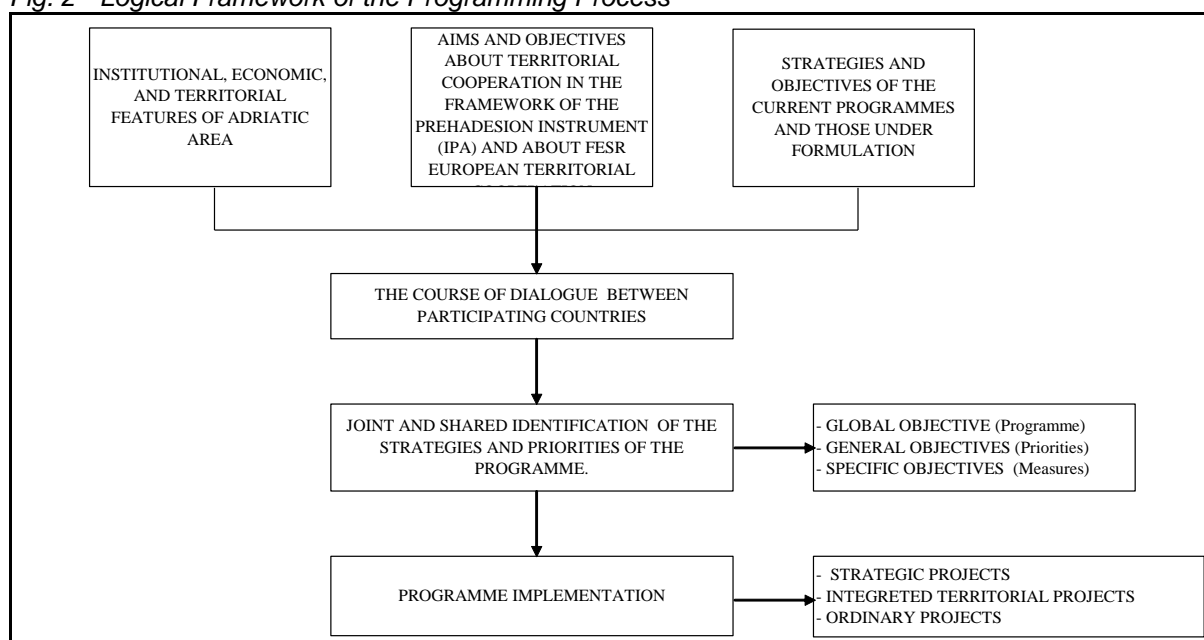 Fig. 2 - Logical Framework of the Programming Process
INSTITUTIONAL, ECONOMIC,
AND TERRITORIAL
FEATURES OF ADRIATIC
AREA
AIMS AND OBJECTIVES
ABOUT TERRITORIAL
COOPERATION IN THE
FRAMEWORK OF THE
PREHADESION INSTRUMENT
(IPA) AND ABOUT FESR
EUROPEAN TERRITORIAL
STRATEGIES AND
OBJECTIVES OF THE
CURRENT PROGRAMMES
AND THOSE UNDER
FORMULATION
THE COURSE OF DIALOGUE BETWEEN
PARTICIPATING COUNTRIES
JOINT AND SHARED IDENTIFICATION OF THE
STRATEGIES AND PRIORITIES OF THE
PROGRAMME.
- GLOBAL OBJECTIVE (Programme)
- GENERAL OBJECTIVES (Priorities)
- SPECIFIC OBJECTIVES (Measures)
PROGRAMME IMPLEMENTATION
- STRATEGIC PROJECTS
- INTEGRETED TERRITORIAL PROJECTS
- ORDINARY PROJECTS